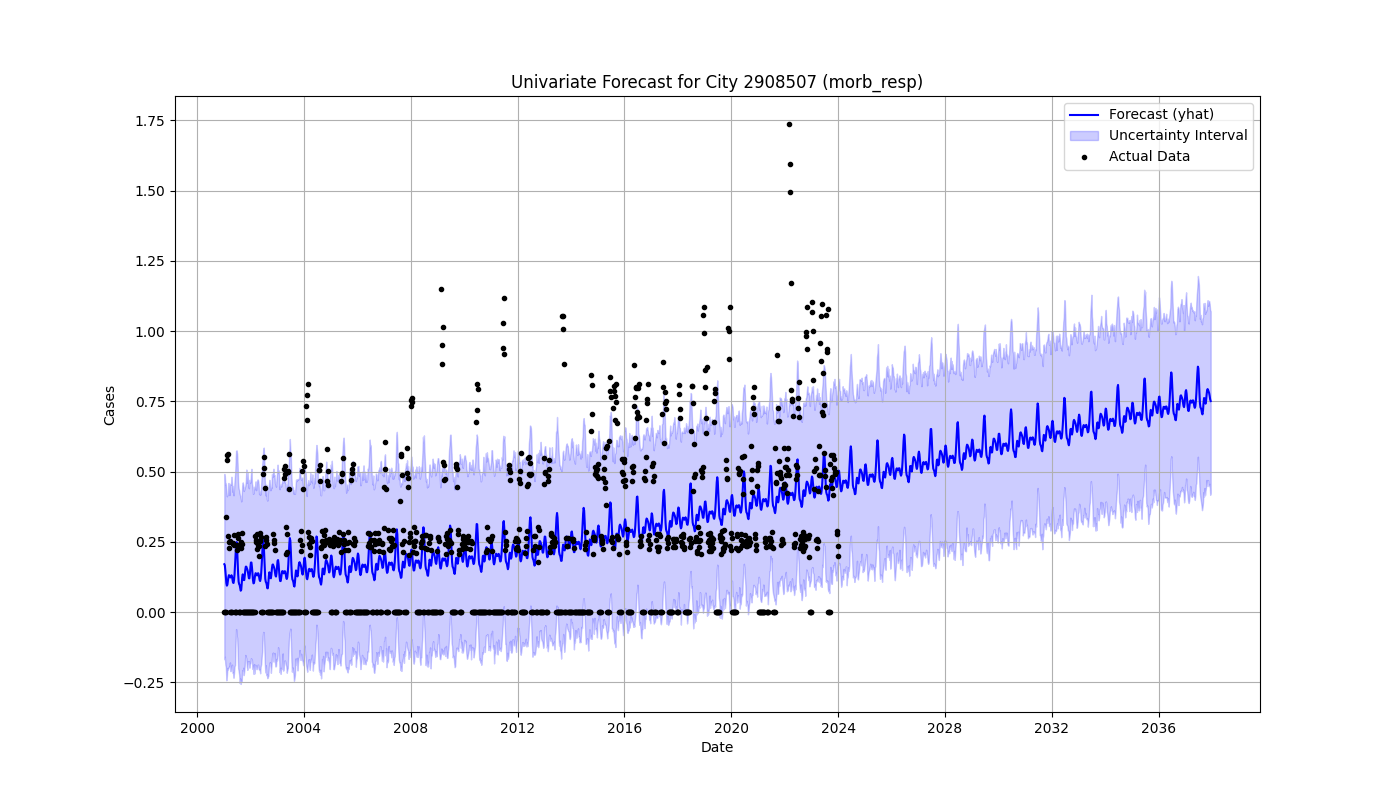 Univariate Forecast for City 2908507 (morb_resp)
Forecast (yhat)
Uncertainty Interval
Actual Data
Cases
1.75
1.50
1.25
1.00
0.75
0.50
0.25
0.00
−0.25
2000 2004 2008 2012 2016 2020 2024 2028 2032 2036
Date